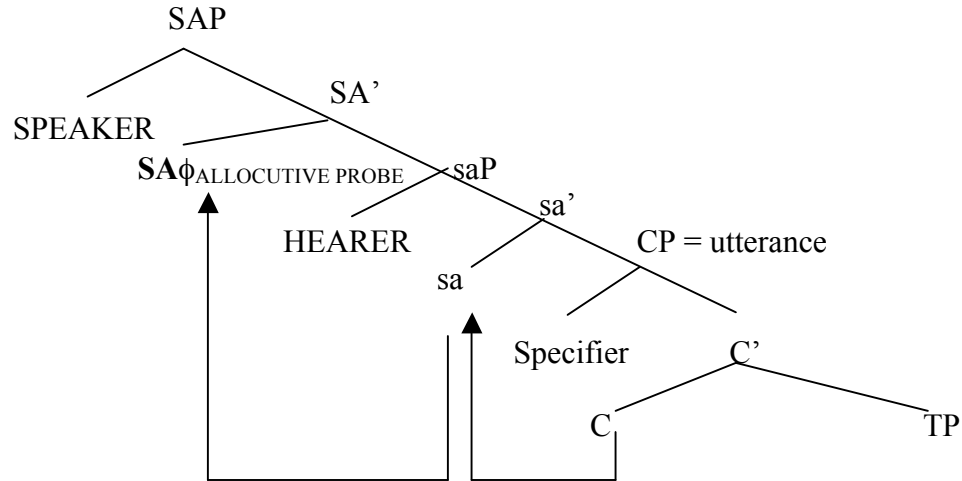 SAP
SA’
SPEAKER
SAϕALLOCUTIVE PROBE
saP
sa’
HEARER
CP = utterance
sa
Specifier
C’
C
TP